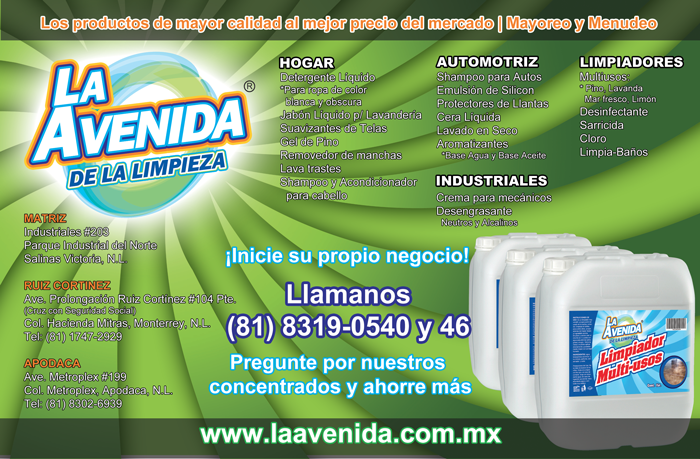 Los productos de mayor calidad al mejor precio del mercado | Mayoreo y Menudeo
LA
AVENIDA
®
DE LA LIMPIEZA
HOGAR
Detergente Líquido
*Para ropa de color
blanca y obscura
Jabón Líquido p/ Lavandería
Suavizantes de Telas
Gel de Pino
Removedor de manchas
Lava trastes
Shampoo y Acondicionador
para cabello
AUTOMOTRIZ
Shampoo para Autos
Emulsión de Silicon
Protectores de Llantas
Cera Líquida
Lavado en Seco
Aromatizantes
*Base Agua y Base Aceite
INDUSTRIALES
Crema para mecánicos
Desengrasante
Neutros y Alcalinos
LIMPIADORES
Multiusos:
* Pino, Lavanda
Mar fresco, Limon
Desinfectante
Sarricida
Cloro
Limpia-Baños
MATRIZ
Industriales #203
Parque Industrial del Norte
Salinas Victoria, N.L.
RUIZ CORTINEZ
Ave. Prolongación Ruiz Cortinez #104 Pte.
(Cruz con Seguridad Social)
Col. Hacienda Mitras, Monterrey, N.L.
Tel: (81) 1747-2929
APODACA
Ave. Metroplex #199
Col. Metroplex, Apodaca, N.L.
Tel: (81) 8302-6939
¡Inicie su propio negocio!
Llamanos
(81) 8319-0540 y 46
Pregunte por nuestros
concentrados y ahorre más
LA
AVENIDA
DE LA LIMPIEZA
Limpiador
Multi-usos
www.laavenida.com.mx